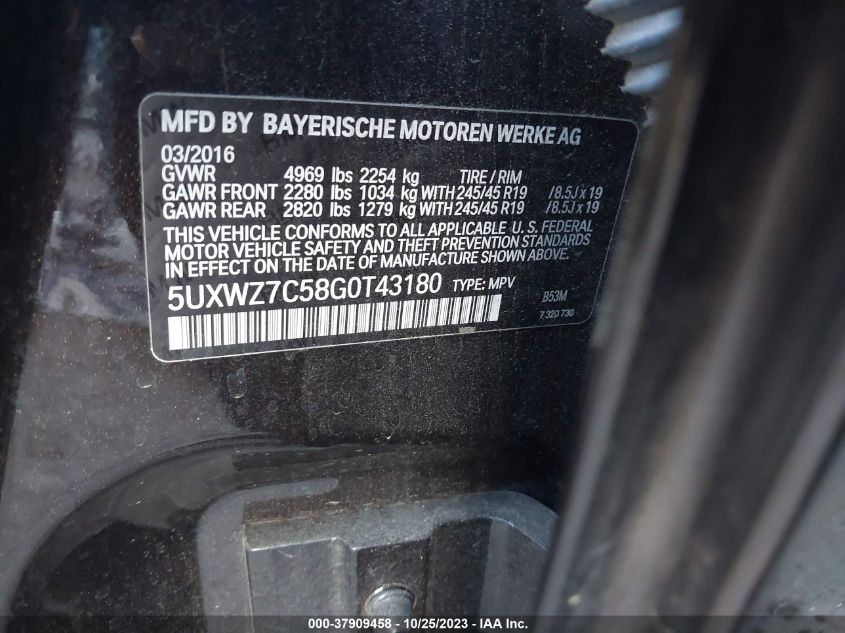 MFD BY BAYERISCHE MOTOREN WERKE AG
03/2016
GVWR 4969 lbs 2254 kg TIRE / RIM
GAWR FRONT 2280 lbs 1034 kg WITH 245/45 R19 /8.5J x 19
GAWR REAR 2820 lbs 1279 kg WITH 245/45 R19 /8.5J x 19
THIS VEHICLE CONFORMS TO ALL APPLICABLE U. S. FEDERAL
MOTOR VEHICLE SAFETY AND THEFT PREVENTION STANDARDS
IN EFFECT ON THE DATE OF MANUFACTURE SHOWN ABOVE.
5UXWZ7C58G0T43180 TYPE: MPV B53M
7 320 730
000-37909458 - 10/25/2023 - IAA Inc.